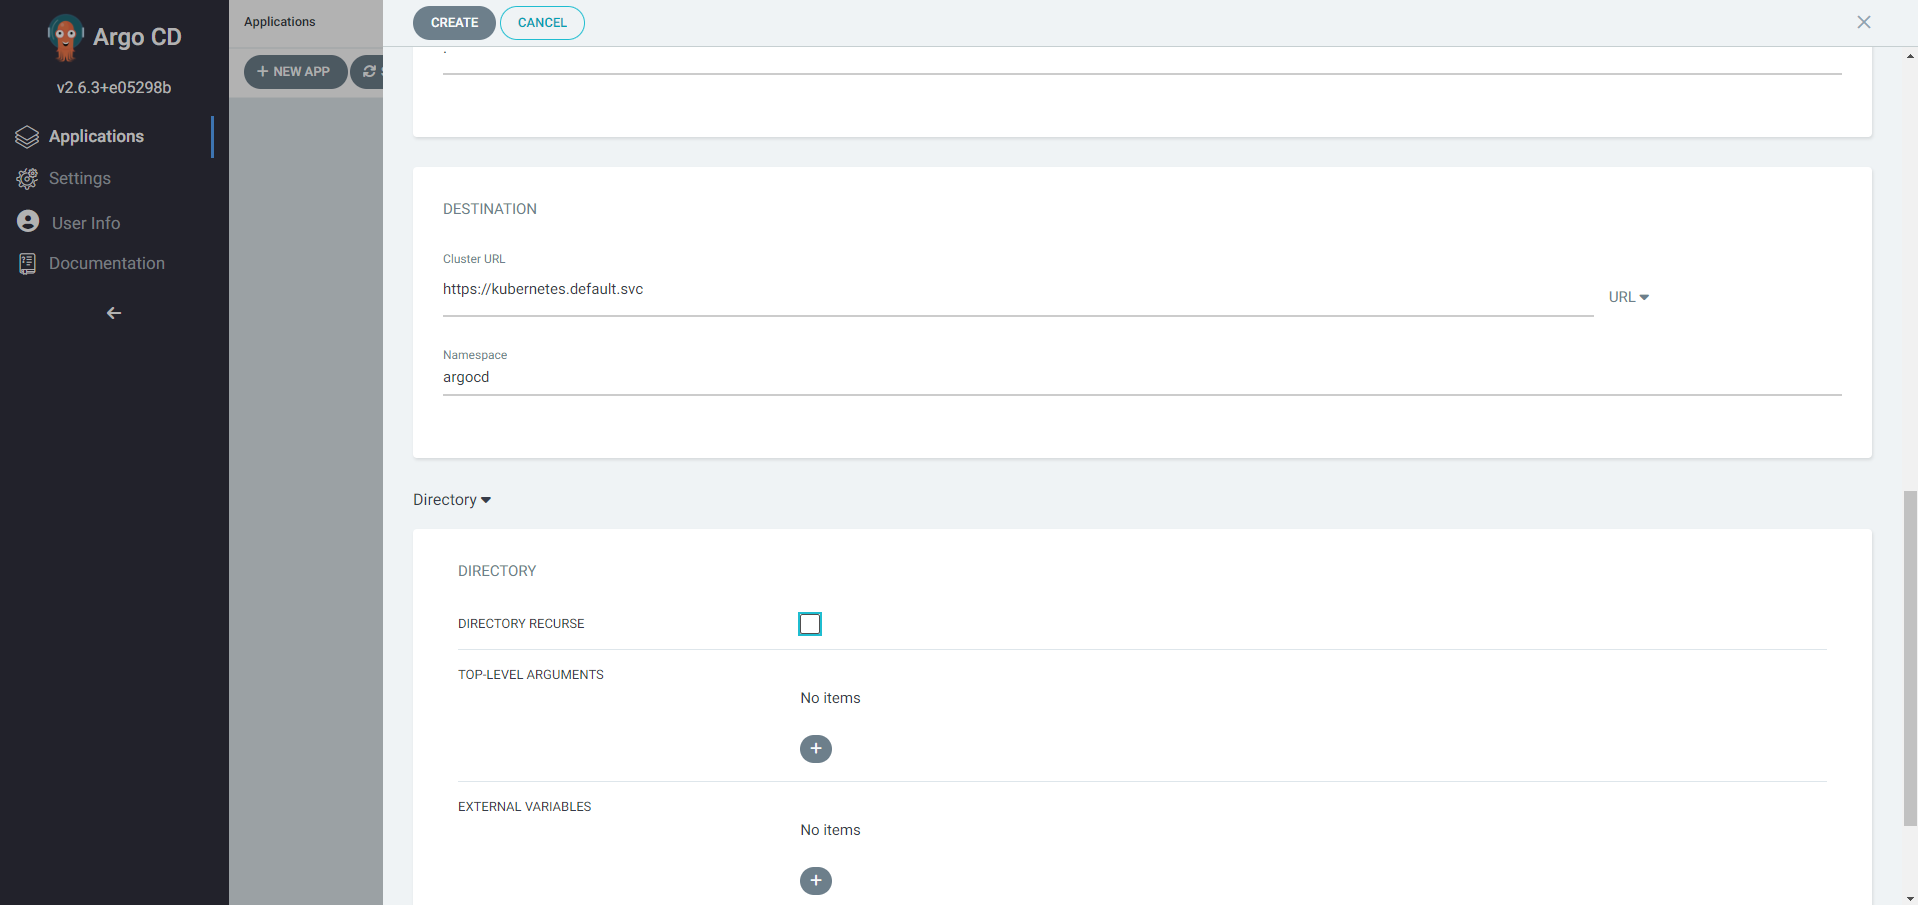 Argo CD
v2.6.3+e05298b
Applications
Settings
User Info
Documentation
Applications
NEW APP
CREATE
CANCEL
DESTINATION
Cluster URL
https://kubernetes.default.svc
URL
Namespace
argocd
Directory
DIRECTORY
DIRECTORY RECURSE
TOP-LEVEL ARGUMENTS
No items
EXTERNAL VARIABLES
No items